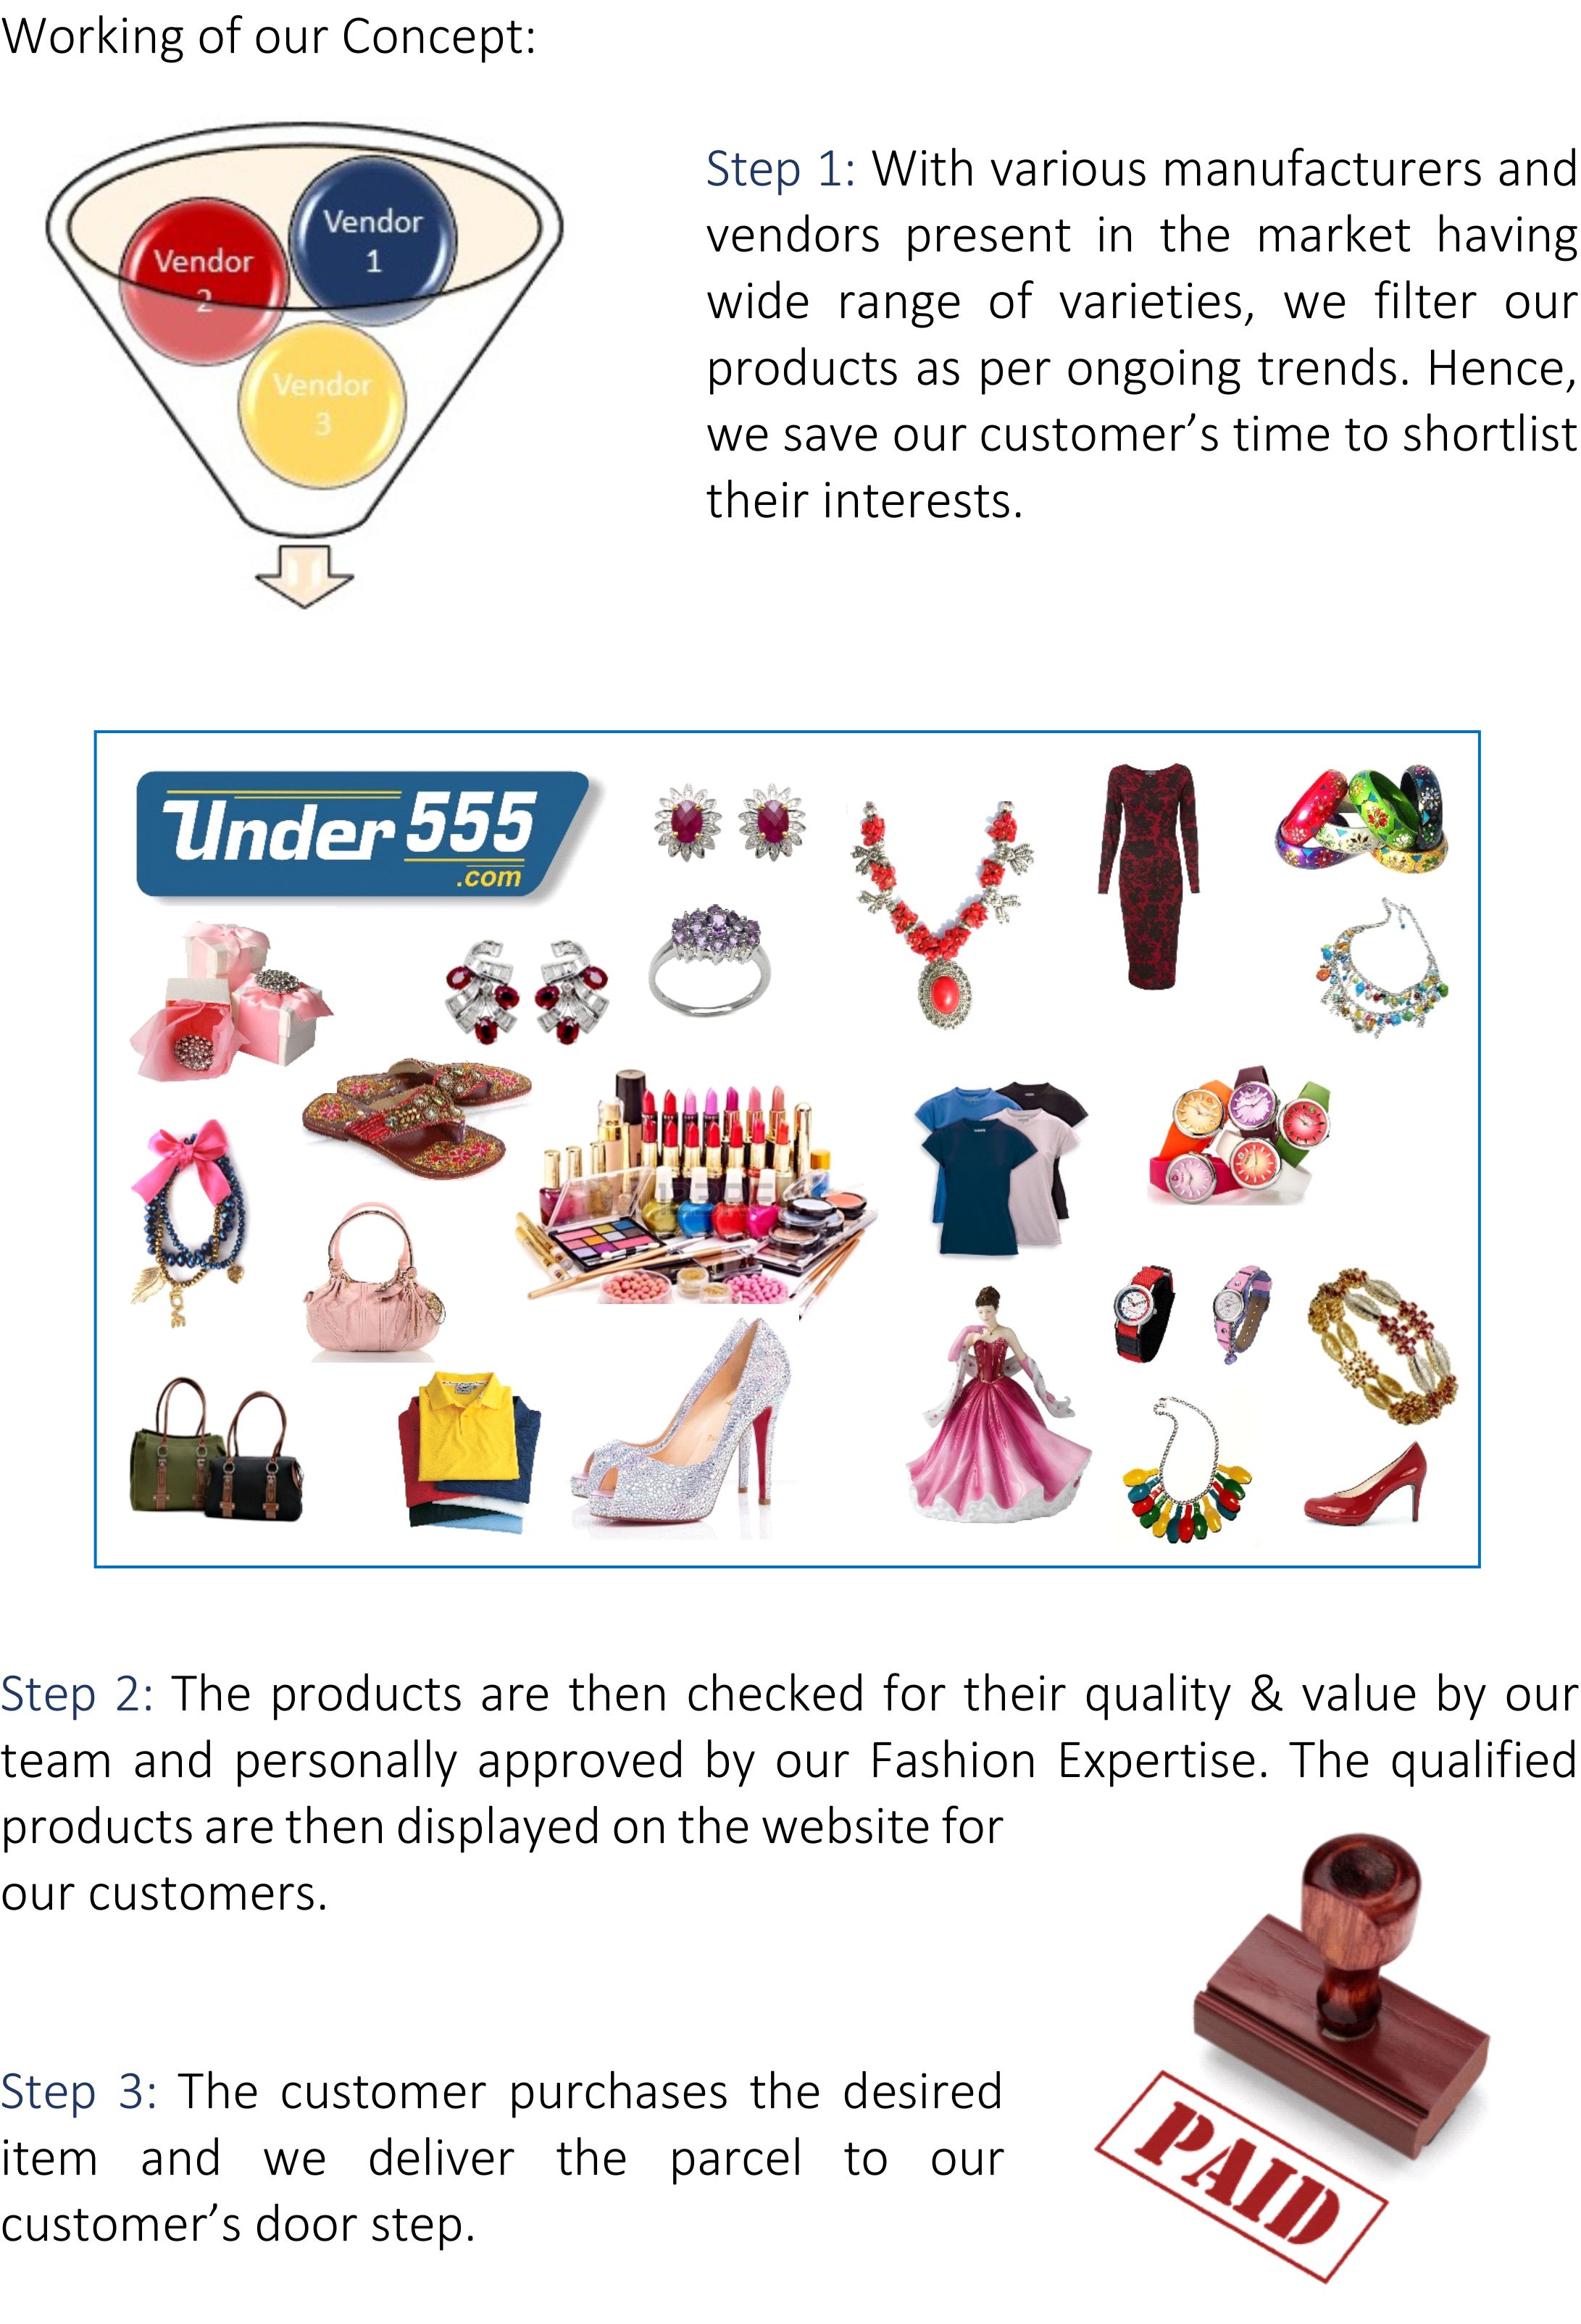 Working of our Concept:
Vendor
1
Vendor
2
Vendor
3
Step 1: With various manufacturers and
vendors present in the market having
wide range of varieties, we filter our
products as per ongoing trends. Hence,
we save our customer’s time to shortlist
their interests.
Under 555
.com
LOVE
Step 2: The products are then checked for their quality & value by our
team and personally approved by our Fashion Expertise. The qualified
products are then displayed on the website for
our customers.
Step 3: The customer purchases the desired
item and we deliver the parcel to our
customer’s door step.
PAID